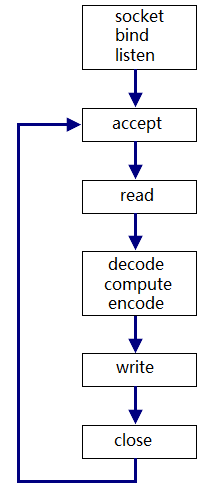 socket
bind
listen
accept
read
decode
compute
encode
write
close